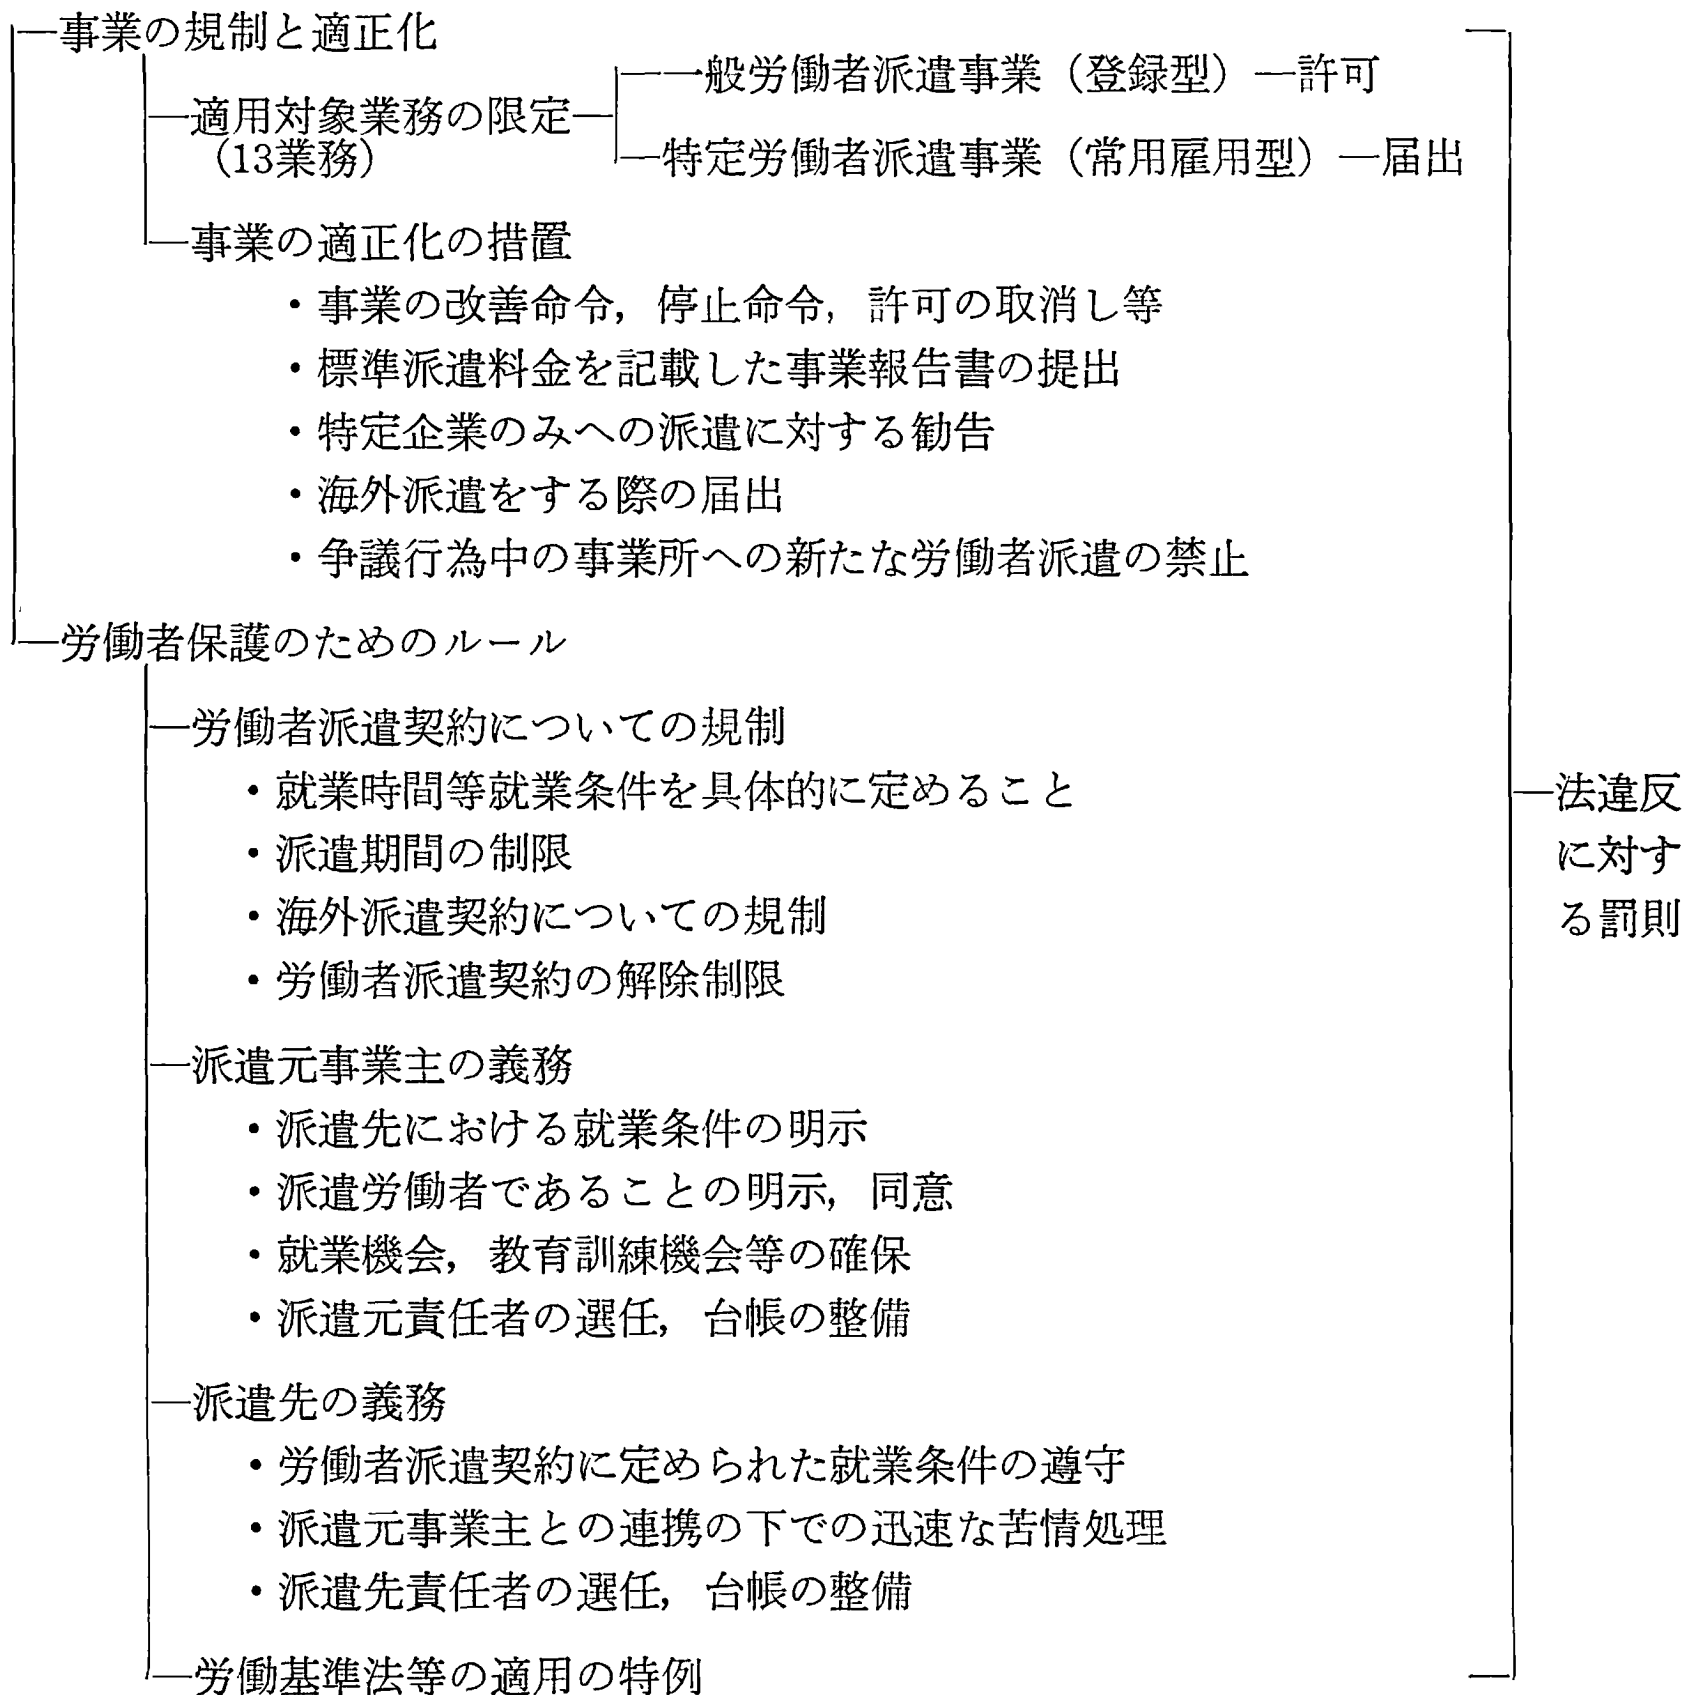 事業の規制と適正化
一般労働者派遣事業（登録型）―許可
適用対象業務の限定
（13業務）
特定労働者派遣事業（常用雇用型）―届出
事業の適正化の措置
・事業の改善命令，停止命令，許可の取消し等
・標準派遣料金を記載した事業報告書の提出
・特定企業のみへの派遣に対する勧告
・海外派遣をする際の届出
・争議行為中の事業所への新たな労働者派遣の禁止
労働者保護のためのルール
労働者派遣契約についての規制
・就業時間等就業条件を具体的に定めること
・派遣期間の制限
・海外派遣契約についての規制
・労働者派遣契約の解除制限
派遣元事業主の義務
・派遣先における就業条件の明示
・派遣労働者であることの明示，同意
・就業機会，教育訓練機会等の確保
・派遣元責任者の選任，台帳の整備
派遣先の義務
・労働者派遣契約に定められた就業条件の遵守
・派遣元事業主との連携の下での迅速な苦情処理
・派遣先責任者の選任，台帳の整備
労働基準法等の適用の特例
法違反
に対す
る罰則